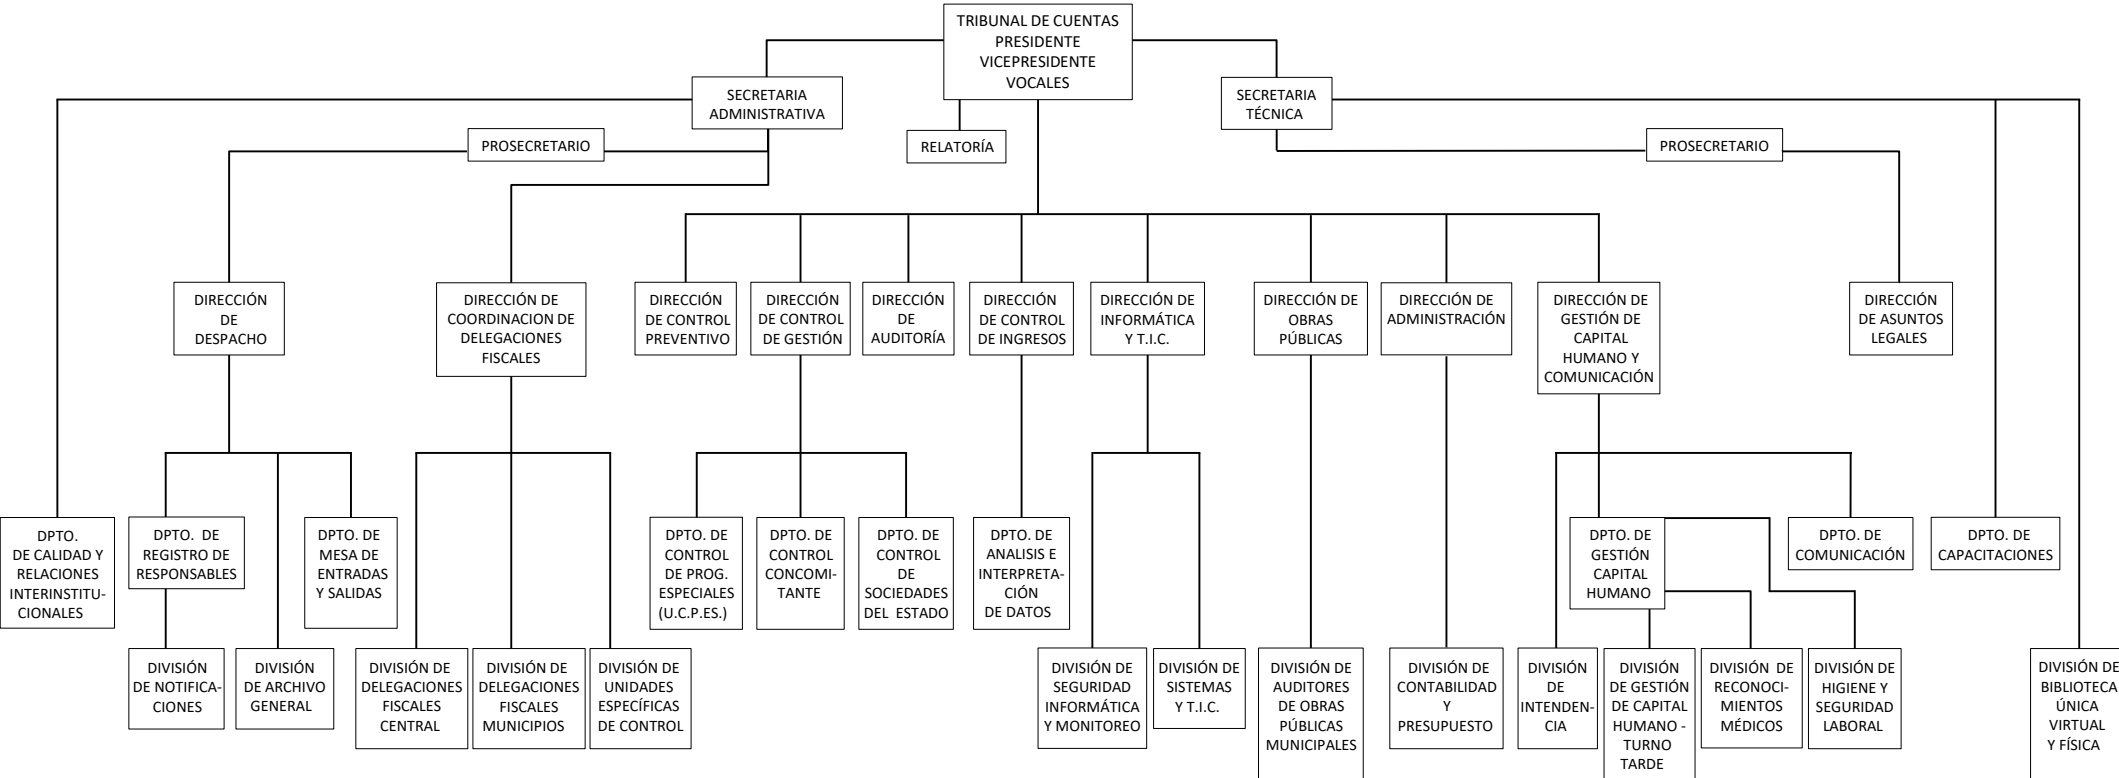 TRIBUNAL DE CUENTAS
PRESIDENTE
VICEPRESIDENTE
VOCALES
SECRETARIA
ADMINISTRATIVA
SECRETARIA
TÉCNICA
PROSECRETARIO
RELATORÍA
PROSECRETARIO
DIRECCIÓN
DE
DESPACHO
DIRECCIÓN DE
COORDINACION DE
DELEGACIONES
FISCALES
DIRECCIÓN
DE CONTROL
PREVENTIVO
DIRECCIÓN
DE CONTROL
DE GESTIÓN
DIRECCIÓN
DE
AUDITORÍA
DIRECCIÓN
DE CONTROL
DE INGRESOS
DIRECCIÓN DE
INFORMÁTICA
Y T.I.C.
DIRECCIÓN DE
OBRAS
PÚBLICAS
DIRECCIÓN DE
ADMINISTRACIÓN
DIRECCIÓN DE
GESTIÓN DE
CAPITAL
HUMANO Y
COMUNICACIÓN
DIRECCIÓN
DE ASUNTOS
LEGALES
DPTO.
DE CALIDAD Y
RELACIONES
INTERINSTITU-
CIONALES
DPTO. DE
REGISTRO DE
RESPONSABLES
DPTO. DE
MESA DE
ENTRADAS
Y SALIDAS
DPTO. DE
CONTROL
DE PROG.
ESPECIALES
(U.C.P.ES.)
DPTO. DE
CONTROL
CONCOMI-
TANTE
DPTO. DE
CONTROL
DE
SOCIEDADES
DEL ESTADO
DPTO. DE
ANALISIS E
INTERPRETA-
CIÓN
DE DATOS
DPTO. DE
GESTIÓN
CAPITAL
HUMANO
DPTO. DE
COMUNICACIÓN
DPTO. DE
CAPACITACIONES
DIVISIÓN
DE NOTIFICA-
CIONES
DIVISIÓN
DE ARCHIVO
GENERAL
DIVISIÓN DE
DELEGACIONES
FISCALES
CENTRAL
DIVISIÓN DE
DELEGACIONES
FISCALES
MUNICIPIOS
DIVISIÓN DE
UNIDADES
ESPECÍFICAS
DE CONTROL
DIVISIÓN DE
SEGURIDAD
INFORMÁTICA
Y MONITOREO
DIVISIÓN DE
SISTEMAS
Y T.I.C.
DIVISIÓN DE
AUDITORES
DE OBRAS
PÚBLICAS
MUNICIPALES
DIVISIÓN DE
CONTABILIDAD
Y
PRESUPUESTO
DIVISIÓN
DE
INTENDEN-
CIA
DIVISIÓN
DE GESTIÓN
DE CAPITAL
HUMANO -
TURNO
TARDE
DIVISIÓN DE
RECONOCI-
MIENTOS
MÉDICOS
DIVISIÓN DE
HIGIENE Y
SEGURIDAD
LABORAL
DIVISIÓN DE
BIBLIOTECA
ÚNICA
VIRTUAL
Y FÍSICA